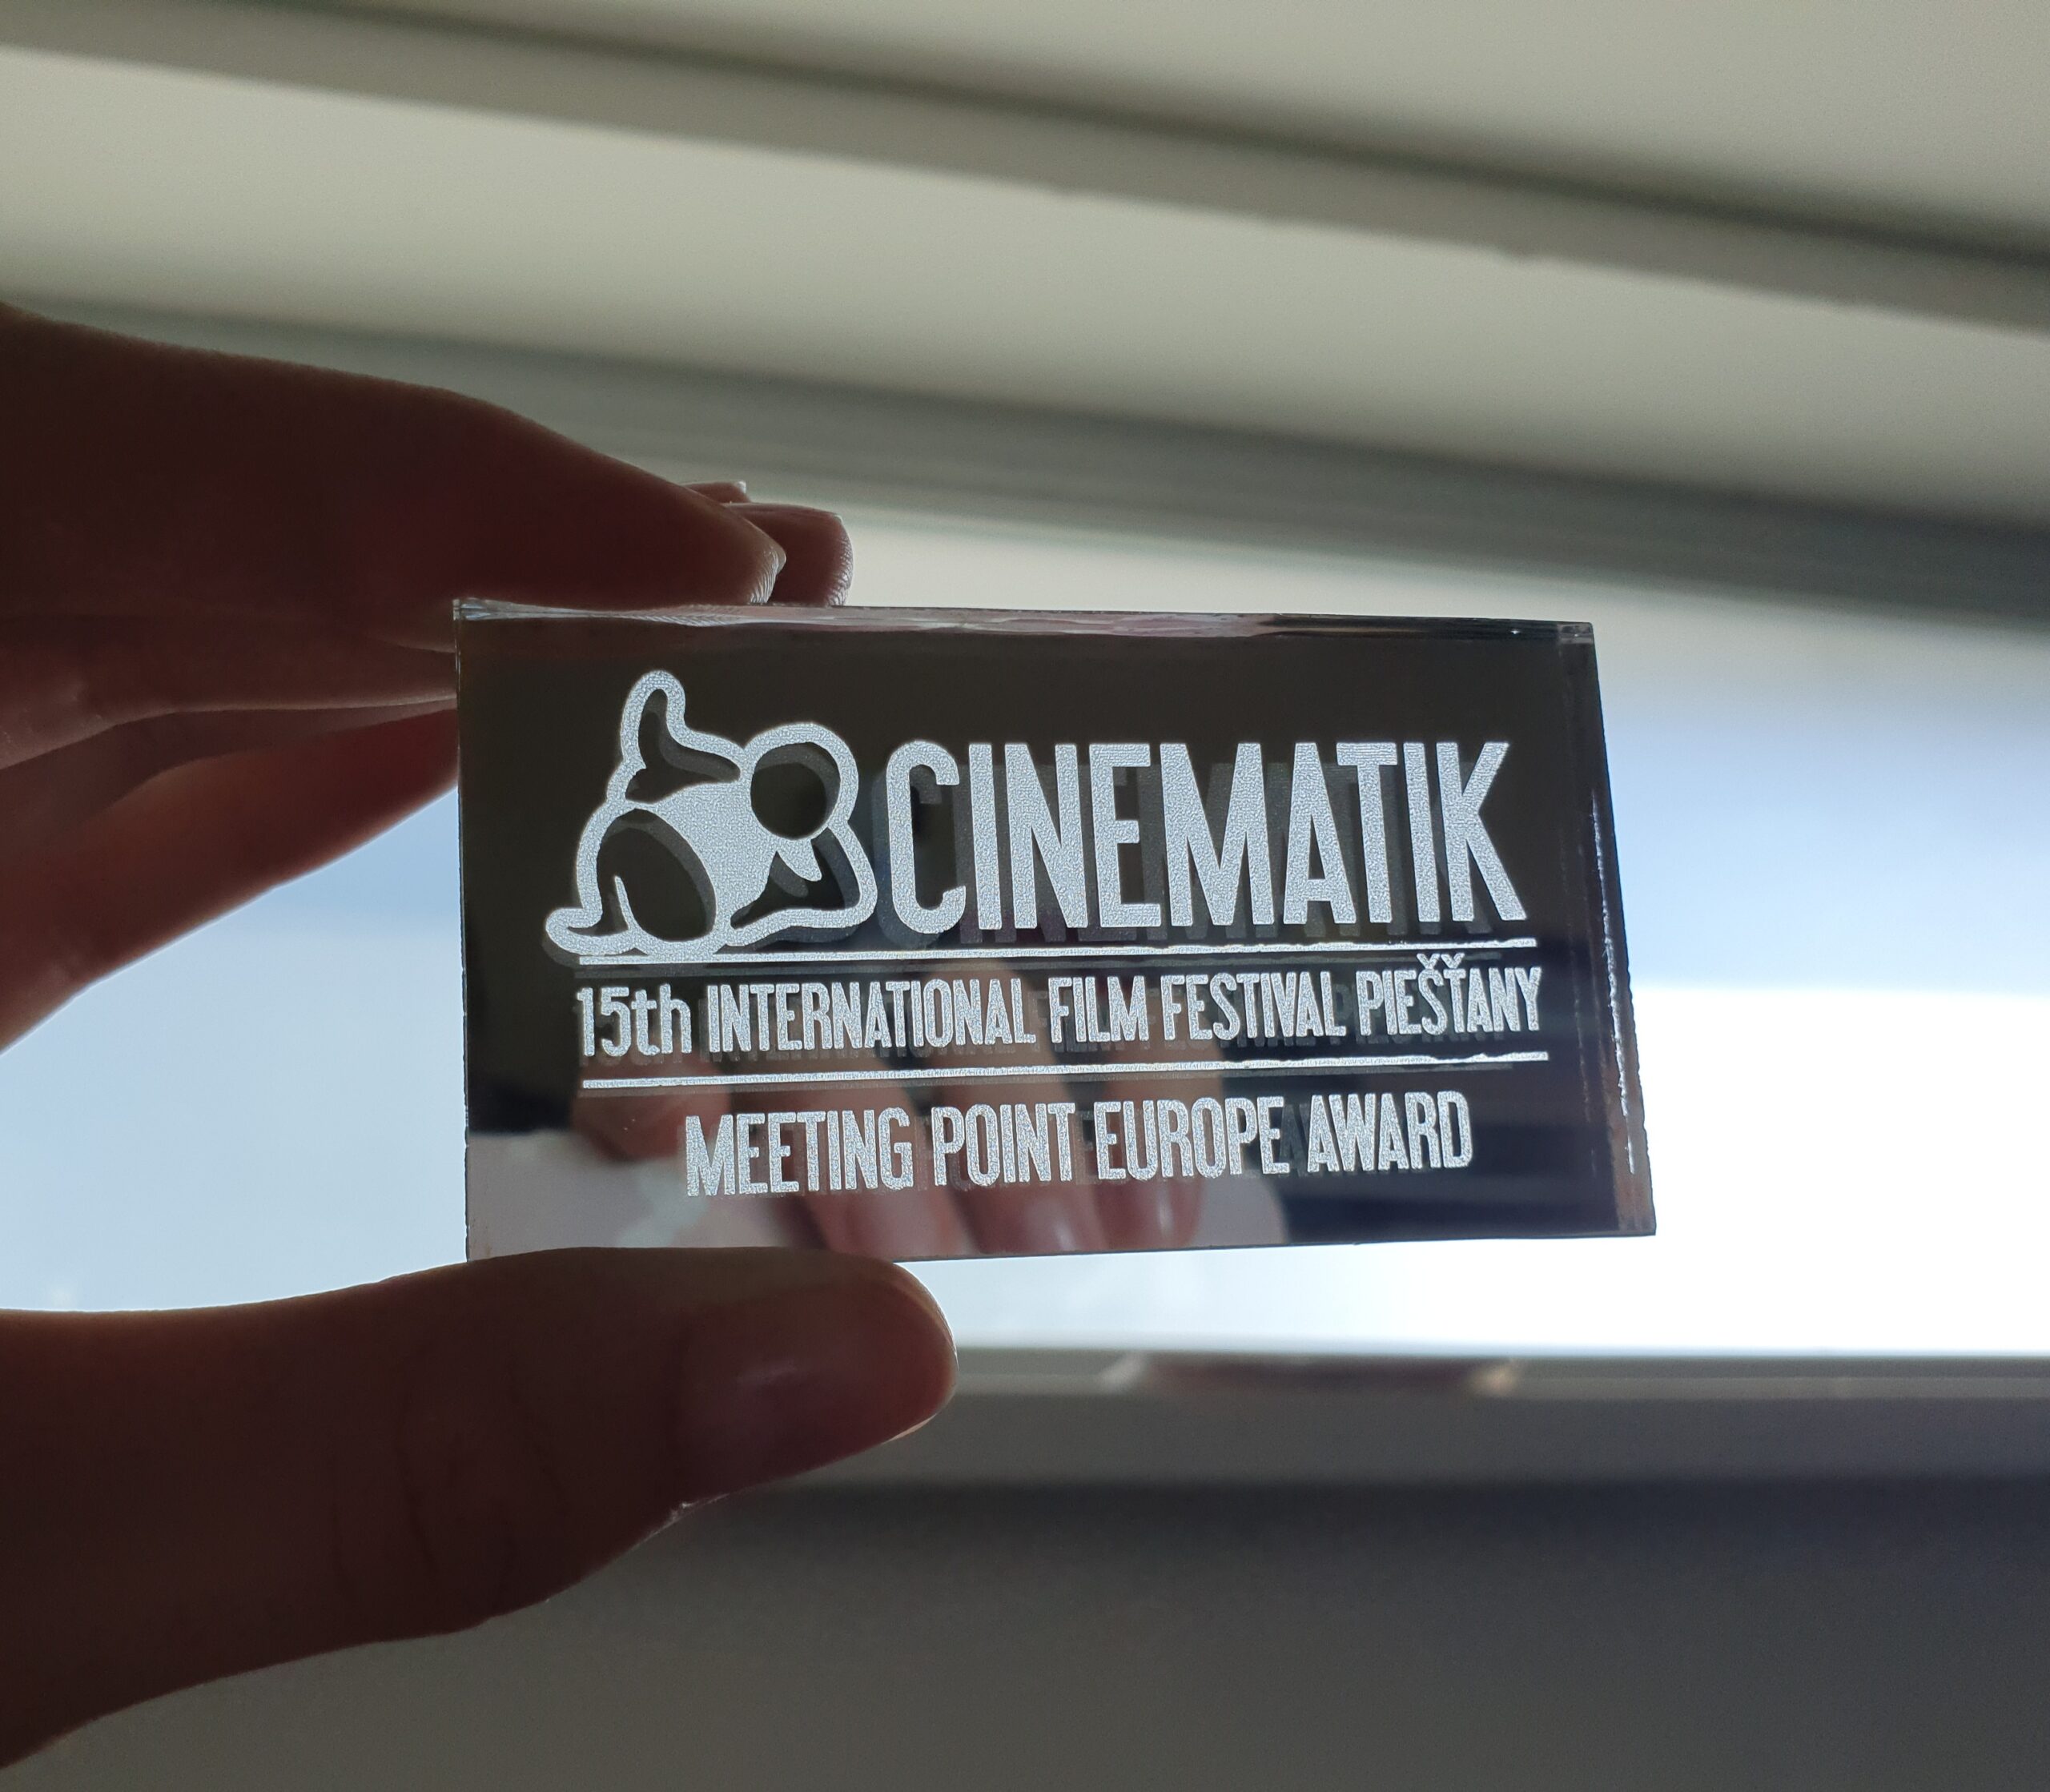 CINEMATIK
15th INTERNATIONAL FILM FESTIVAL PIEŠŤANY
MEETING POINT EUROPE AWARD